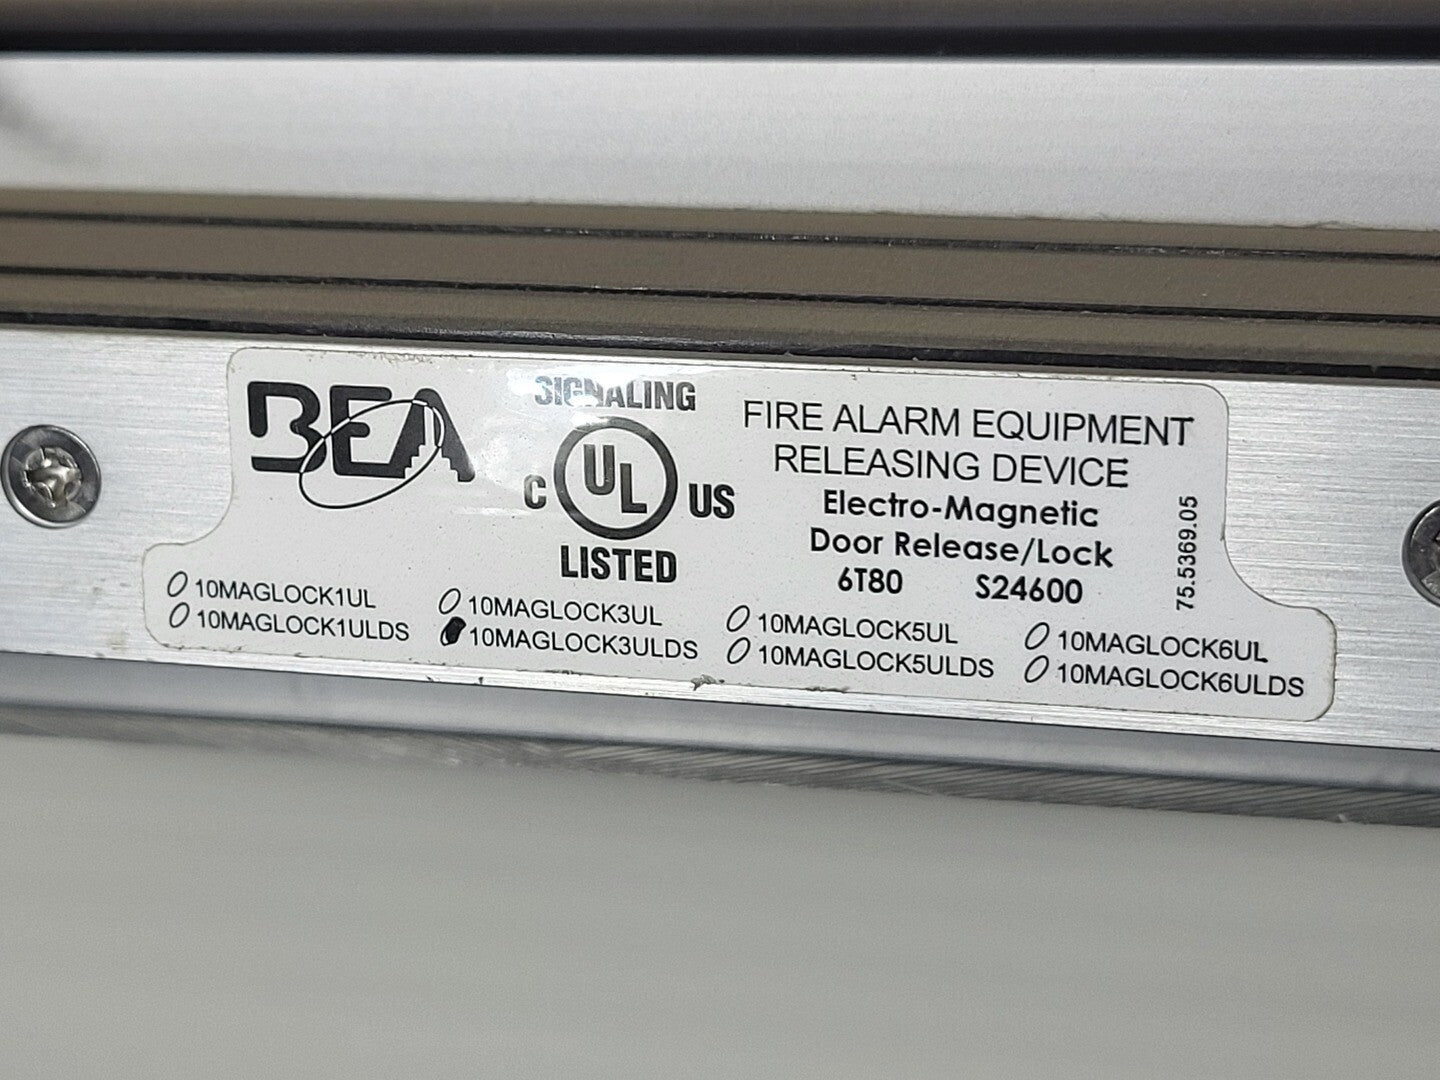 BEA
SIGNALING
C UL US
LISTED
FIRE ALARM EQUIPMENT
RELEASING DEVICE
Electro-Magnetic
Door Release/Lock
6T80 S24600
75.5369.05
10MAGLOCK1UL
10MAGLOCK1ULDS
10MAGLOCK3UL
10MAGLOCK3ULDS
10MAGLOCK5UL
10MAGLOCK5ULDS
10MAGLOCK6UL
10MAGLOCK6ULDS